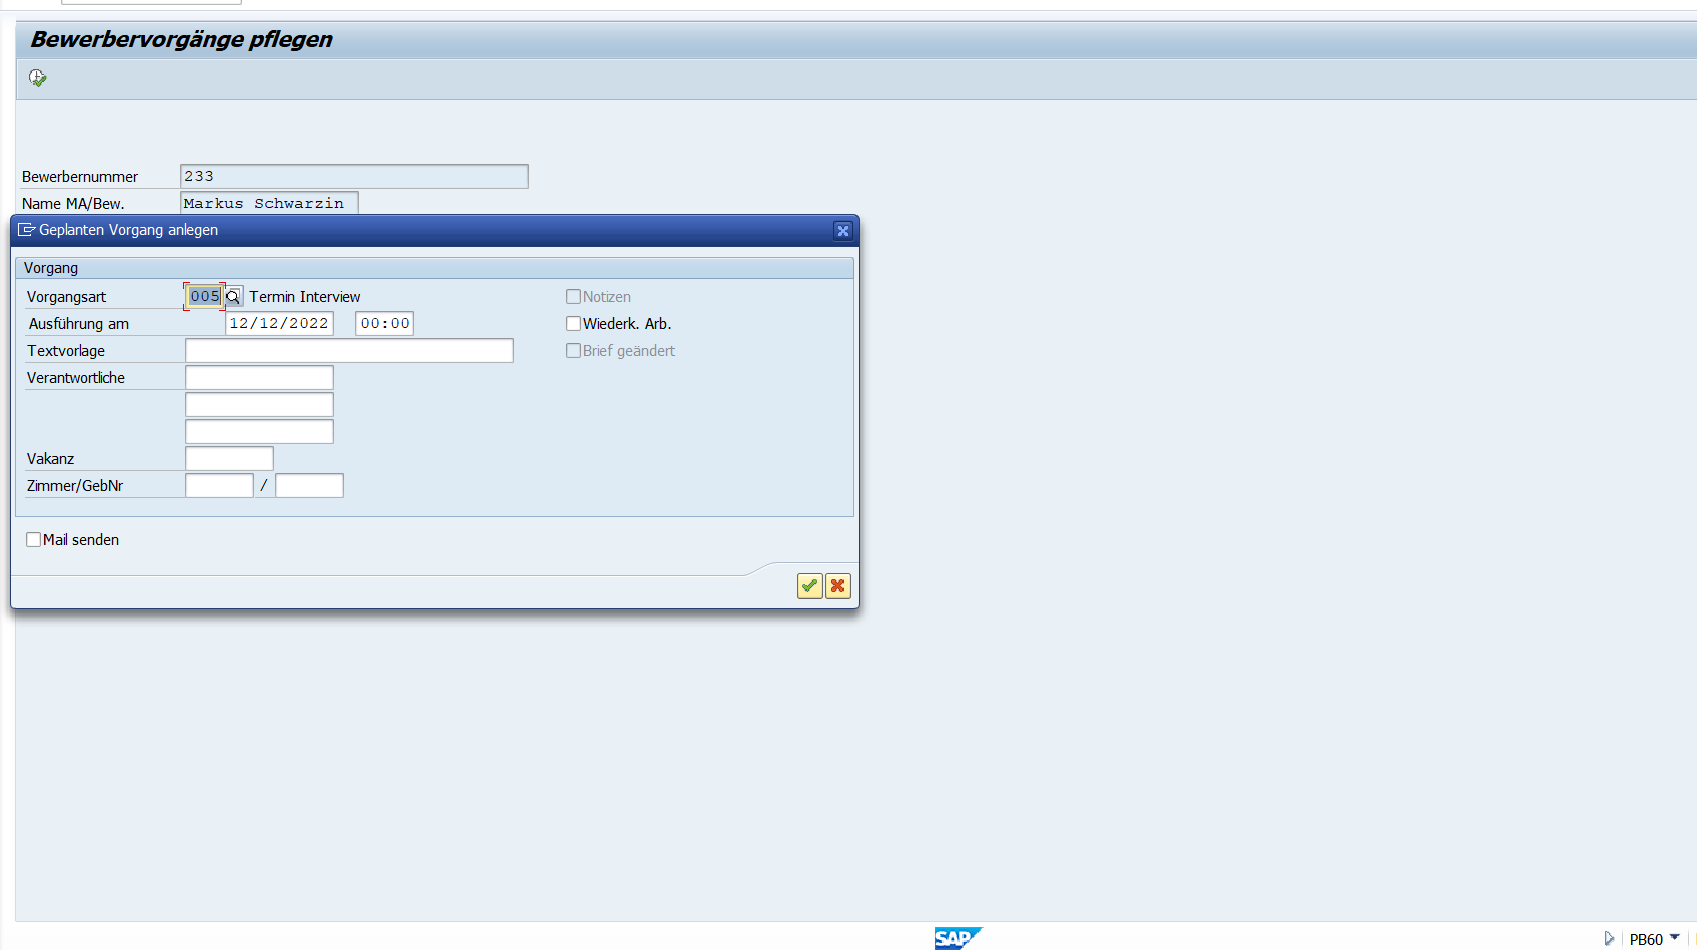 Bewerbervorgänge pflegen
Bewerbernummer 233
Name MA/Bew. Markus Schwarzin
Geplanten Vorgang anlegen
Vorgang
Vorgangsart 005 Termin Interview Notizen
Ausführung am 12/12/2022 00:00 Wiederk. Arb.
Textvorlage Brief geändert
Verantwortliche
Vakanz
Zimmer/GebNr /
Mail senden
SAP PB60